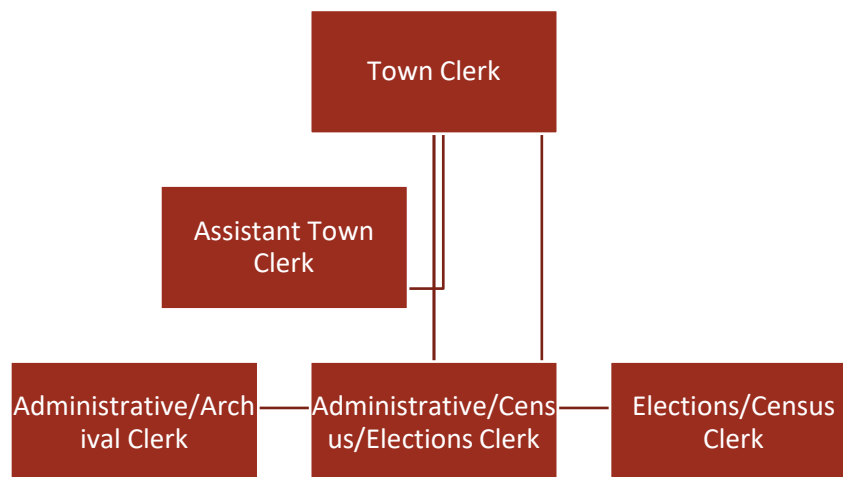 Town Clerk
Assistant Town
Clerk
Administrative/Arch
ival Clerk
Administrative/Cens
us/Elections Clerk
Elections/Census
Clerk